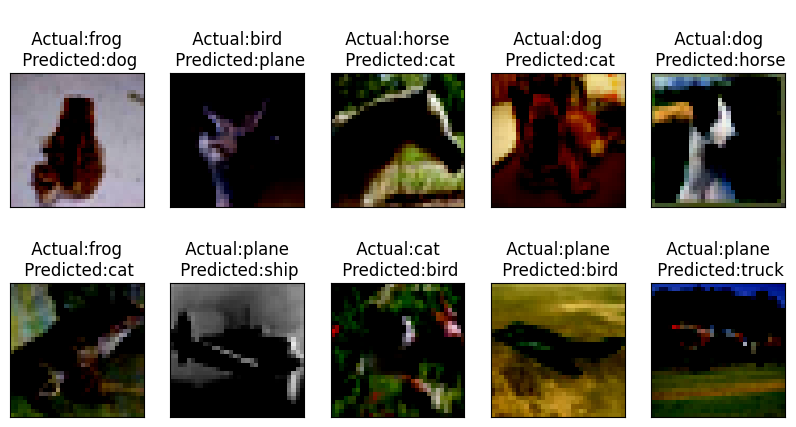 Actual:frog
Predicted:dog
Actual:bird
Predicted:plane
Actual:horse
Predicted:cat
Actual:dog
Predicted:cat
Actual:dog
Predicted:horse
Actual:frog
Predicted:cat
Actual:plane
Predicted:ship
Actual:cat
Predicted:bird
Actual:plane
Predicted:bird
Actual:plane
Predicted:truck